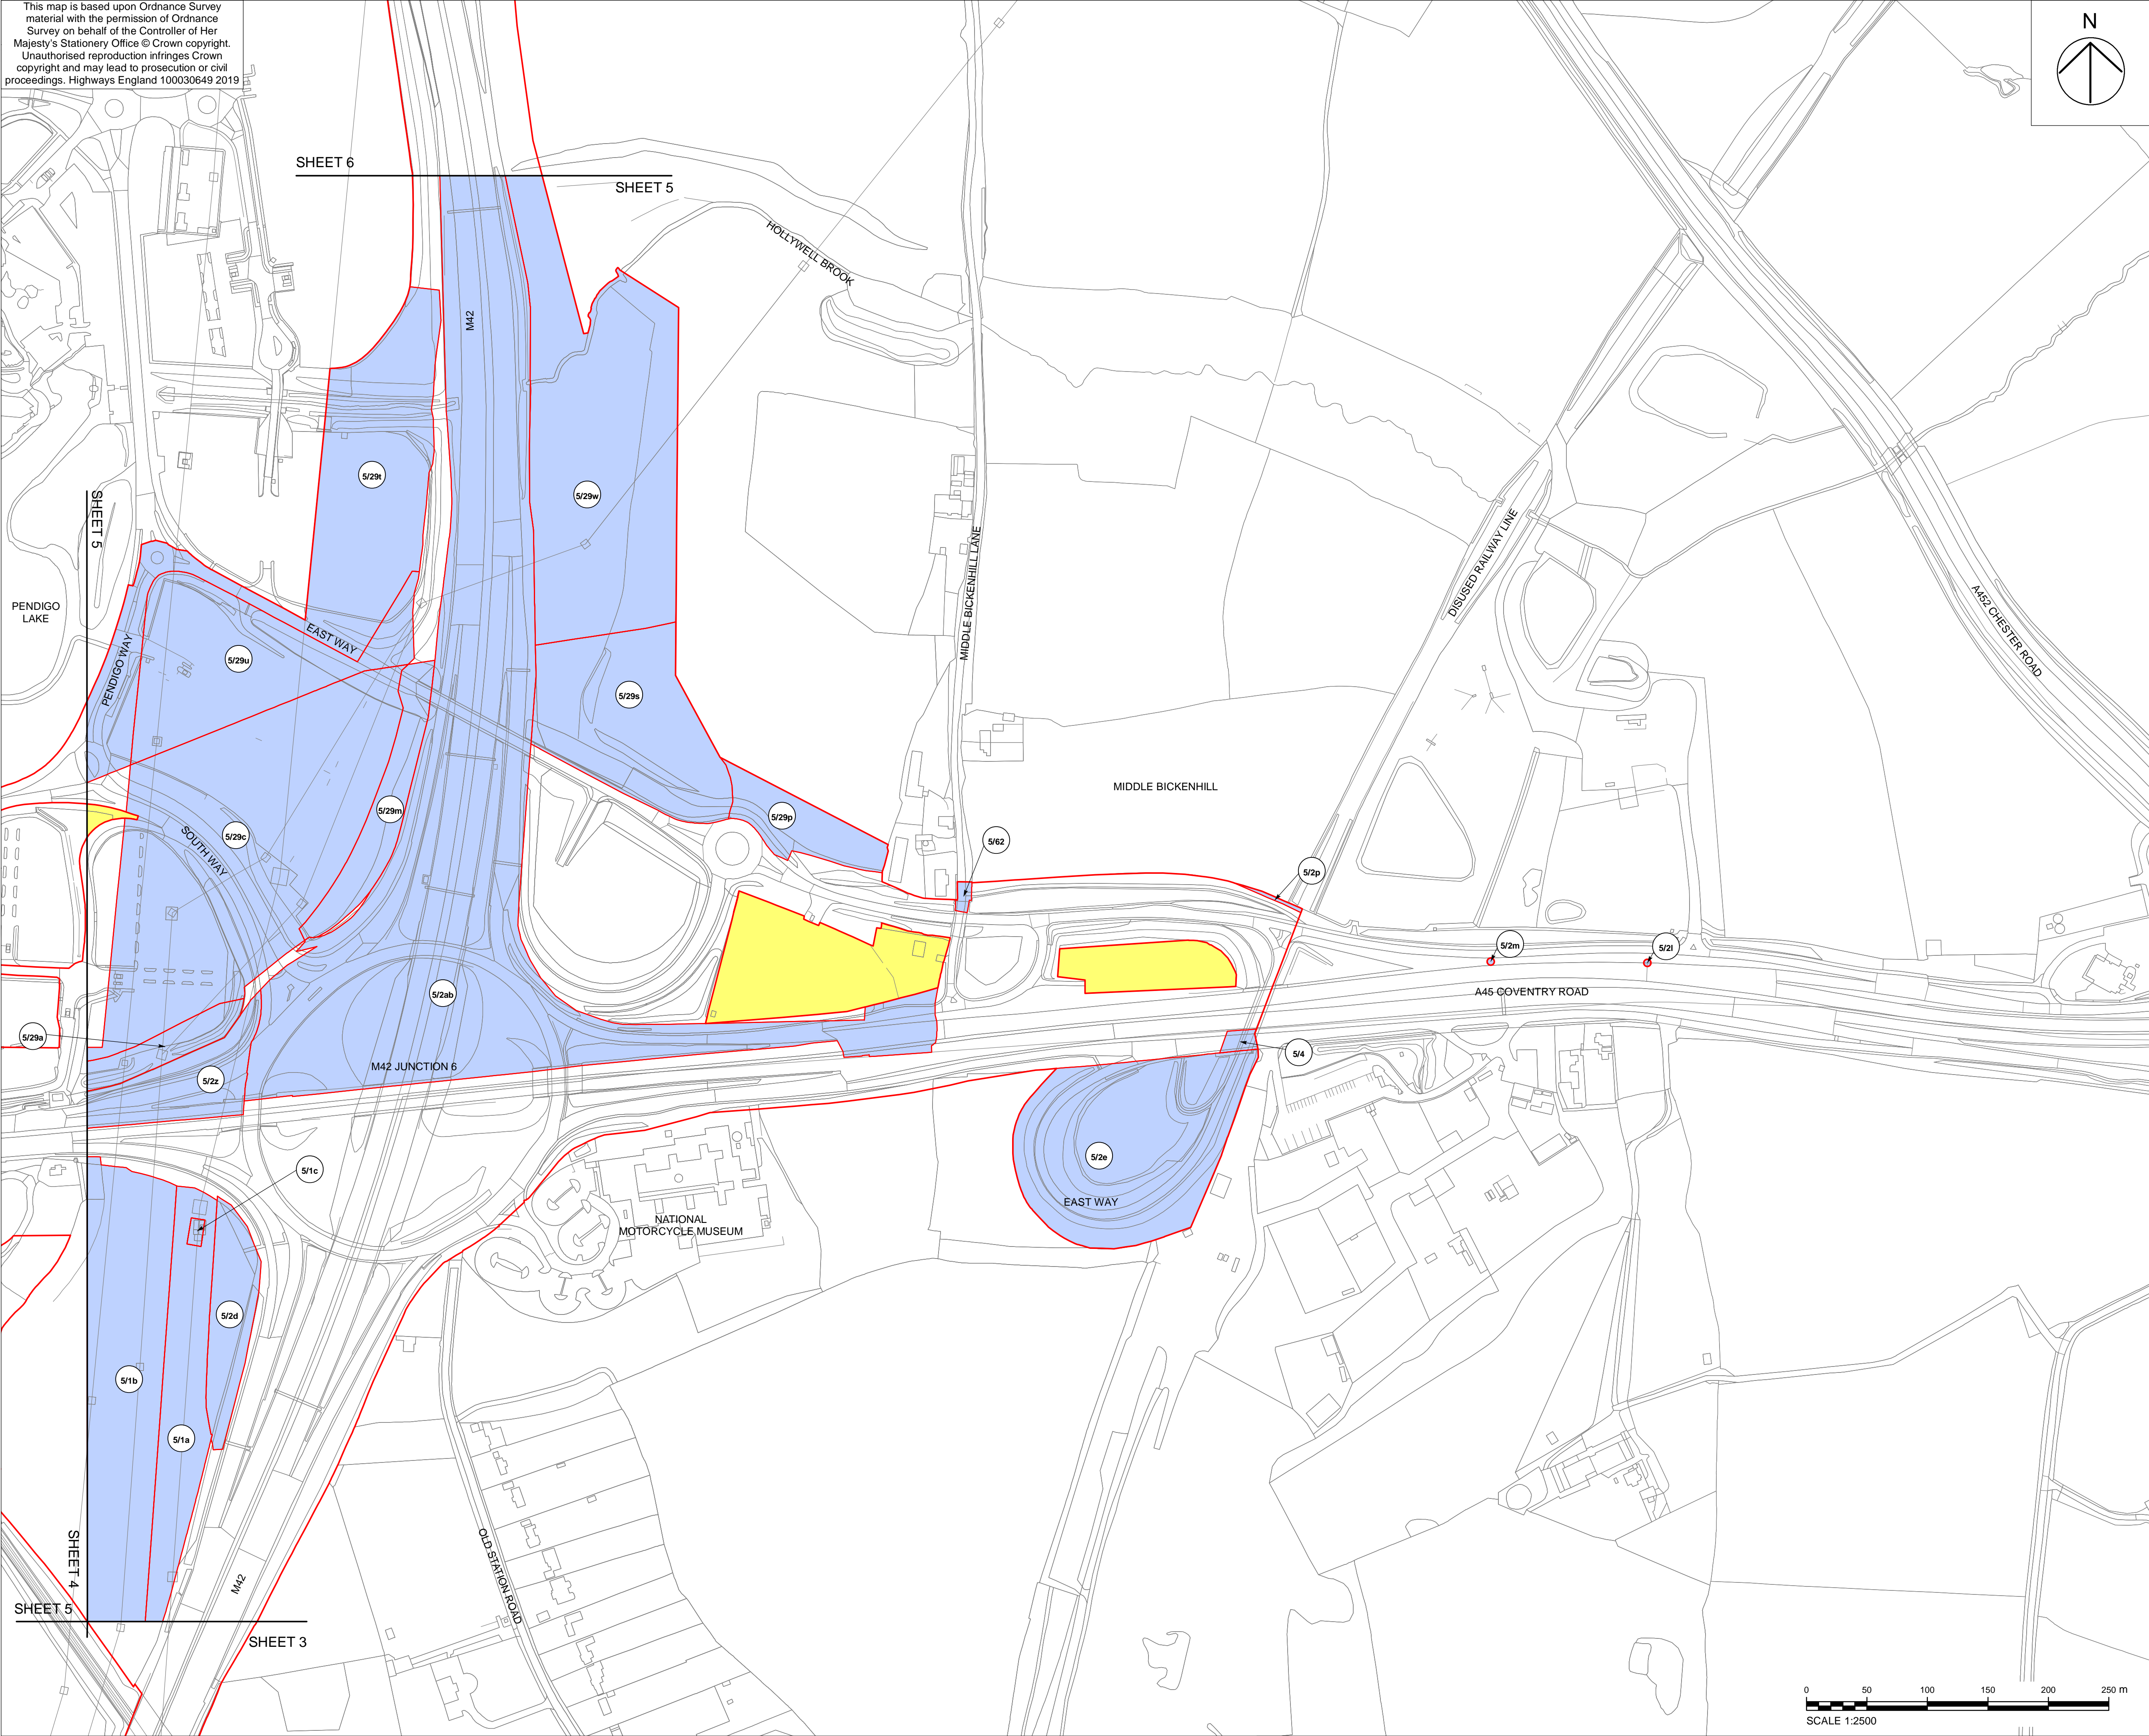 This map is based upon Ordnance Survey
material with the permission of Ordnance
Survey on behalf of the Controller of Her
Majesty's Stationery Office © Crown copyright.
Unauthorised reproduction infringes Crown
copyright and may lead to prosecution or civil
proceedings. Highways England 100030649 2019
N
SHEET 6
SHEET 5
HOLLYWELL BROOK
M42
5/29t
5/29w
SHEET 5
MIDDLE BICKENHILL LANE
DISUSED RAILWAY LINE
A452 CHESTER ROAD
PENDIGO
LAKE
PENDIGO WAY
EAST WAY
5/29u
5/29s
MIDDLE BICKENHILL
5/29m
5/29p
5/29c
SOUTH WAY
5/62
5/2p
5/2m
5/2l
5/2ab
A45 COVENTRY ROAD
5/29a
5/4
M42 JUNCTION 6
5/2z
5/2e
5/1c
EAST WAY
NATIONAL
MOTORCYCLE MUSEUM
5/2d
5/1b
5/1a
SHEET 4
OLD STATION ROAD
M42
SHEET 5
SHEET 3
0 50 100 150 200 250 m
SCALE 1:2500